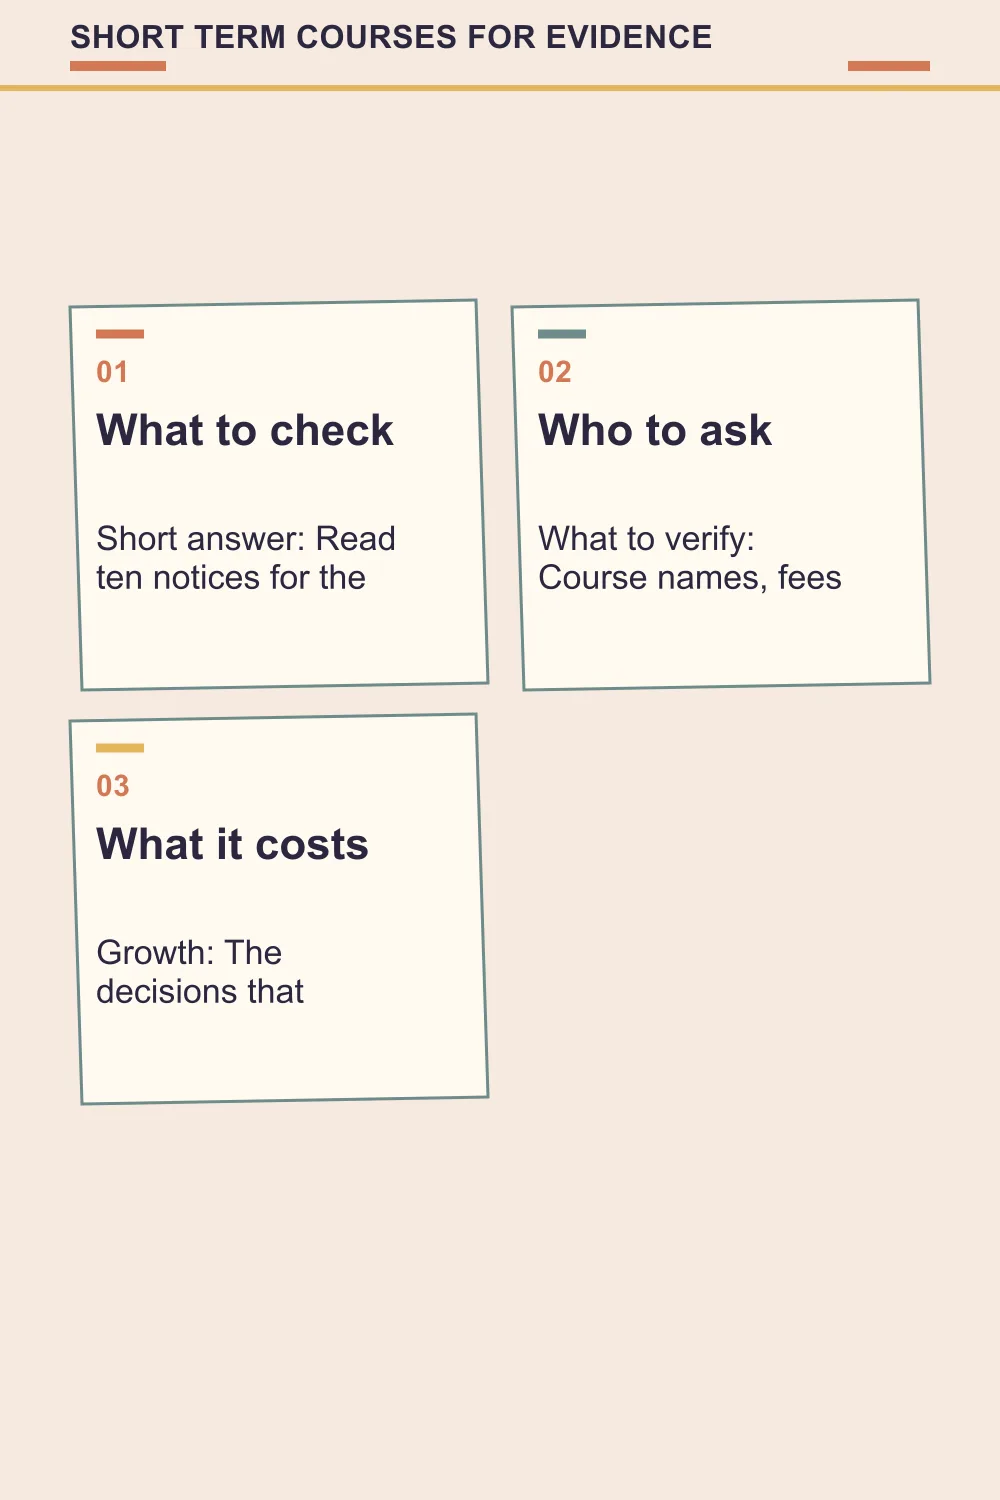 SHORT TERM COURSES FOR EVIDENCE
01
What to check
Short answer: Read
ten notices for the
02
Who to ask
What to verify:
Course names, fees
03
What it costs
Growth: The
decisions that